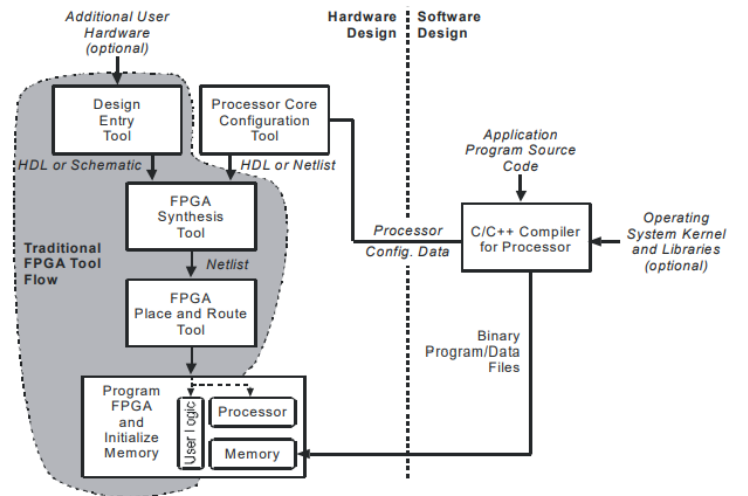 Additional User
Hardware
(optional)
Hardware
Design
Software
Design
Design
Entry
Tool
Processor Core
Configuration
Tool
HDL or Schematic
HDL or Netlist
Application
Program Source
Code
FPGA
Synthesis
Tool
Processor
Config. Data
C/C++ Compiler
for Processor
Operating
System Kernel
and Libraries
(optional)
Traditional
FPGA Tool
Flow
Netlist
FPGA
Place and Route
Tool
Binary
Program/Data
Files
Program
FPGA
and
Initialize
Memory
User Logic
Processor
Memory